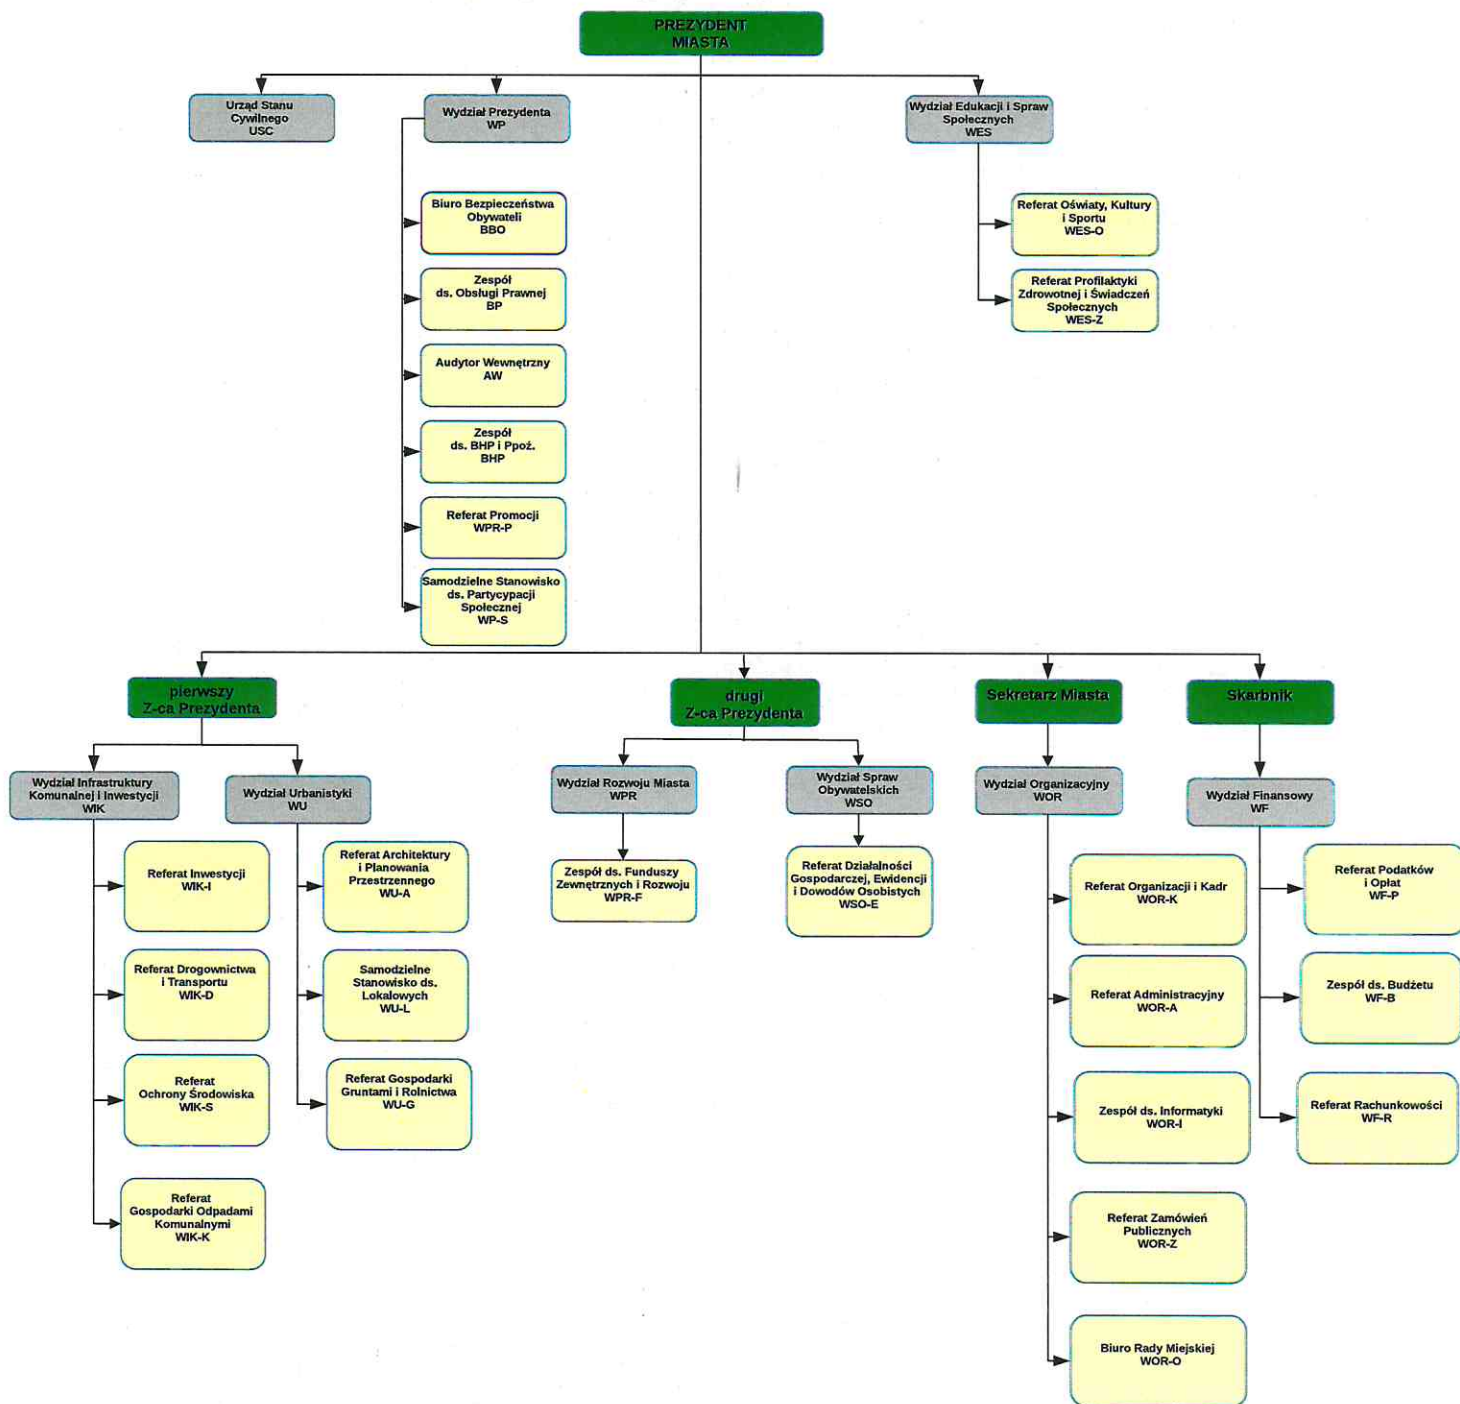 PREZYDENT
MIASTA
Urząd Stanu
Cywilnego
USC
Wydział Prezydenta
WP
Wydział Edukacji i Spraw
Społecznych
WES
Biuro Bezpieczeństwa
Obywateli
BBO
Zespół
ds. Obsługi Prawnej
BP
Audytor Wewnętrzny
AW
Zespół
ds. BHP i Ppoż.
BHP
Referat Promocji
WPR-P
Samodzielne Stanowisko
ds. Partycypacji
Społecznej
WP-S
Referat Oświaty, Kultury
i Sportu
WES-O
Referat Profilaktyki
Zdrowotnej i Świadczeń
Społecznych
WES-Z
pierwszy
Z-ca Prezydenta
drugi
Z-ca Prezydenta
Sekretarz Miasta
Skarbnik
Wydział Infrastruktury
Komunalnej i Inwestycji
WIK
Wydział Urbanistyki
WU
Wydział Rozwoju Miasta
WPR
Wydział Spraw
Obywatelskich
WSO
Wydział Organizacyjny
WOR
Wydział Finansowy
WF
Referat Inwestycji
WIK-I
Referat Drogownictwa
i Transportu
WIK-D
Referat
Ochrony Środowiska
WIK-S
Referat
Gospodarki Odpadami
Komunalnymi
WIK-K
Referat Architektury
i Planowania
Przestrzennego
WU-A
Samodzielne
Stanowisko ds.
Lokalowych
WU-L
Referat Gospodarki
Gruntami i Rolnictwa
WU-G
Zespół ds. Funduszy
Zewnętrznych i Rozwoju
WPR-F
Referat Działalności
Gospodarczej, Ewidencji
i Dowodów Osobistych
WSO-E
Referat Organizacji i Kadr
WOR-K
Referat Administracyjny
WOR-A
Zespół ds. Informatyki
WOR-I
Referat Zamówień
Publicznych
WOR-Z
Biuro Rady Miejskiej
WOR-O
Referat Podatków
i Opłat
WF-P
Zespół ds. Budżetu
WF-B
Referat Rachunkowości
WF-R